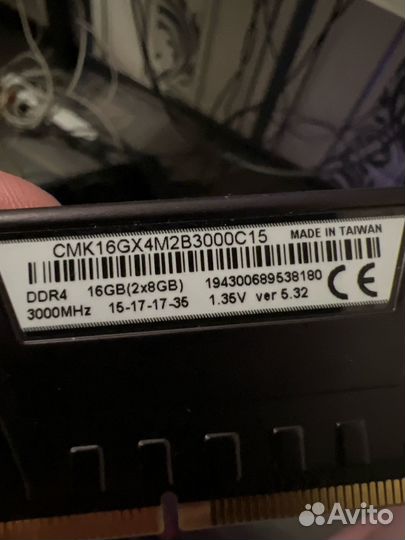 CMK16GX4M2B3000C15 MADE IN TAIWAN
DDR4 16GB(2x8GB) 194300689538180
3000MHz 15-17-17-35 1.35V ver 5.32 CE
Avito